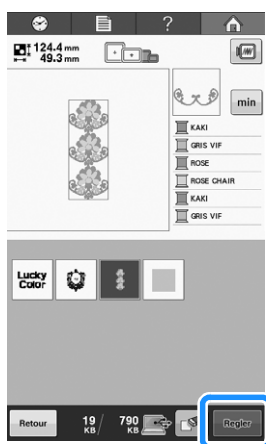 ?
124.4 mm
49.3 mm
min
KAKI
GRIS VIF
ROSE
ROSE CHAIR
KAKI
GRIS VIF
Lucky
Color
Retour
19 KB / 790 KB
Regler